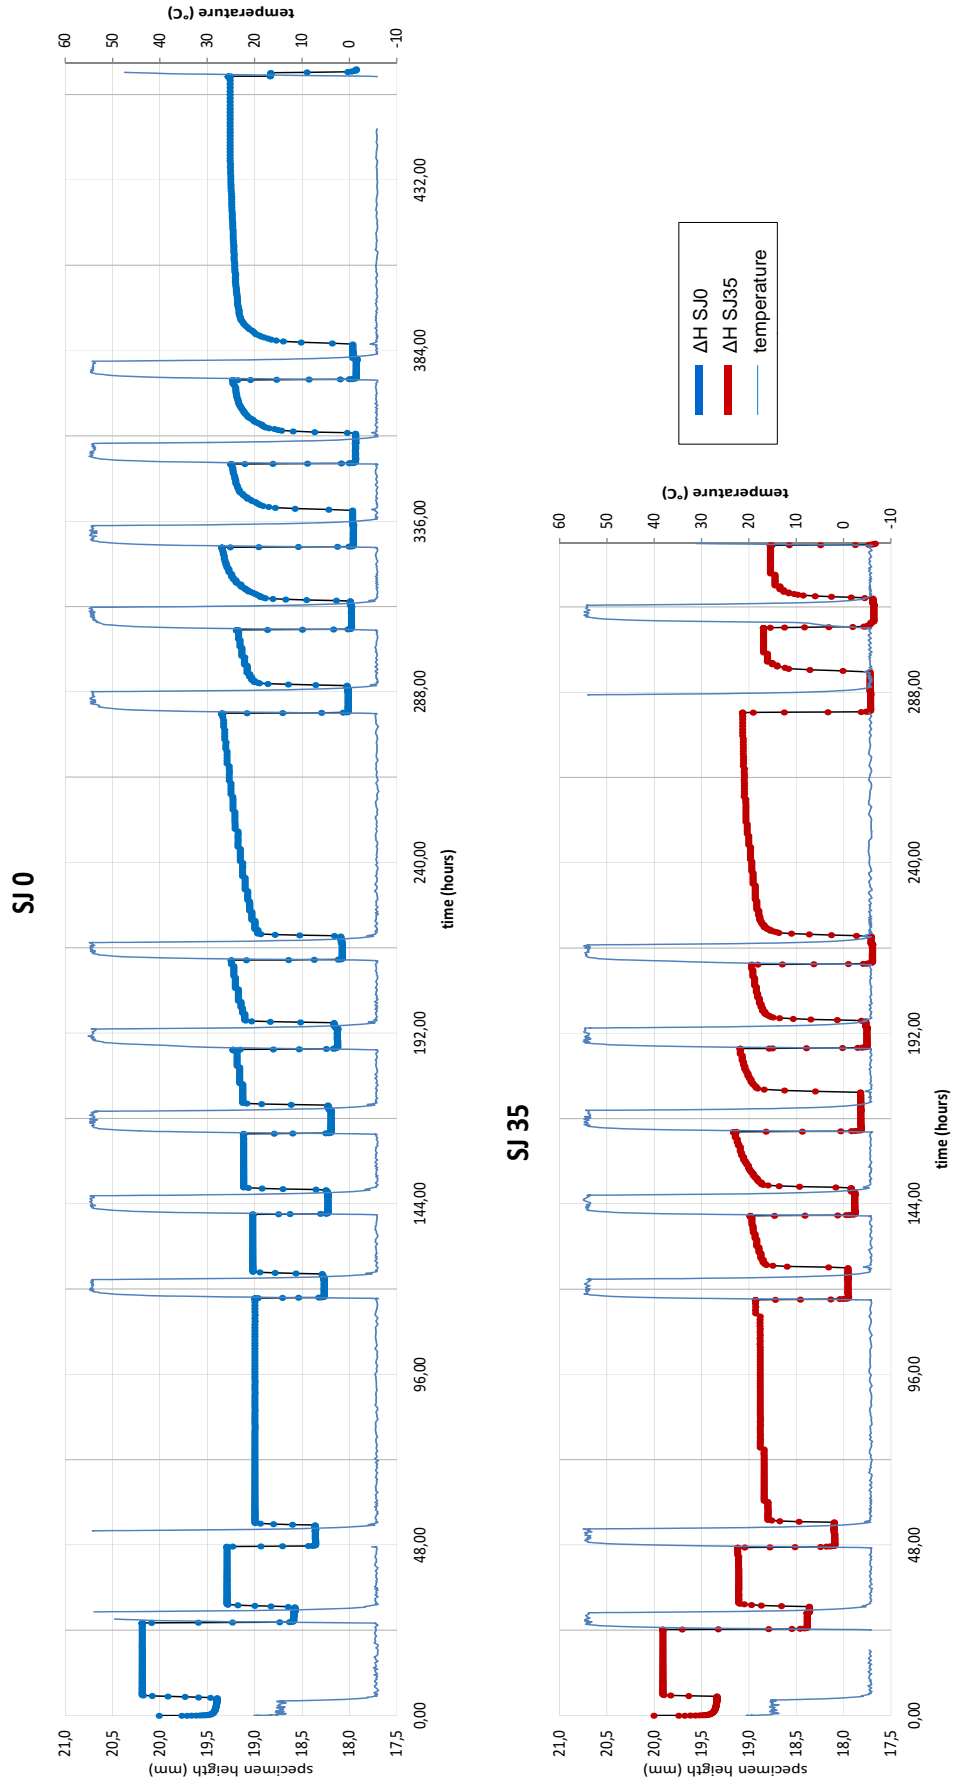 SJ 0
21,0
20,5
20,0
19,5
19,0
18,5
18,0
17,5
specimen heigth (mm)
60
50
40
30
20
10
0
-10
temperature (°C)
0,00 48,00 96,00 144,00 192,00 240,00 288,00 336,00 384,00 432,00
time (hours)
SJ 35
21,0
20,5
20,0
19,5
19,0
18,5
18,0
17,5
specimen heigth (mm)
60
50
40
30
20
10
0
-10
temperature (°C)
0,00 48,00 96,00 144,00 192,00 240,00 288,00
time (hours)
ΔH SJ0
ΔH SJ35
temperature